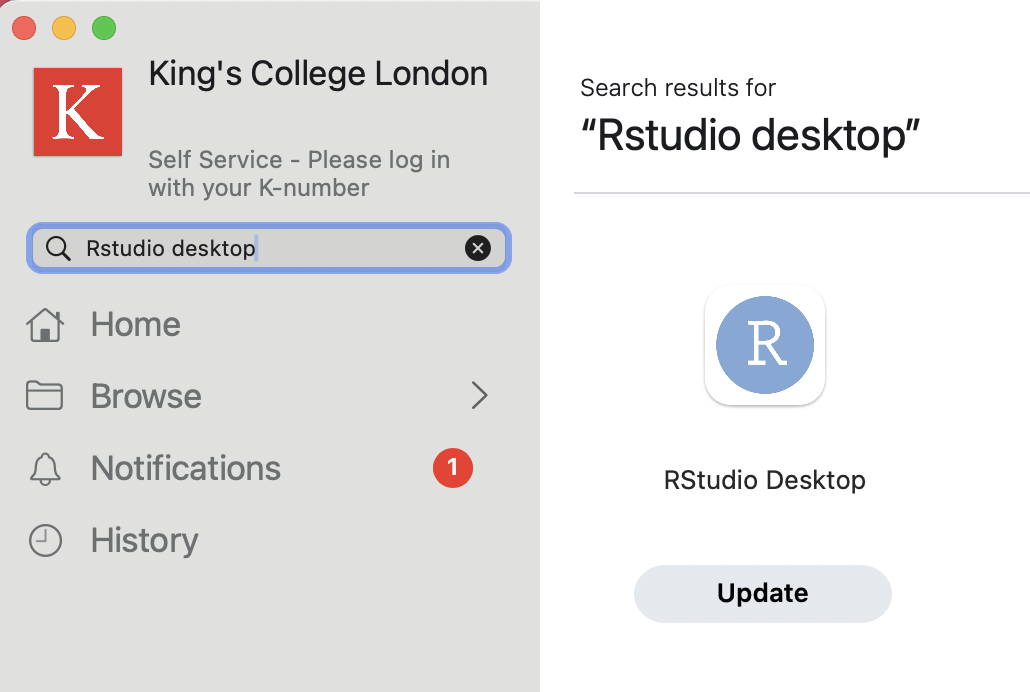 King's College London
K
Self Service - Please log in
with your K-number
Rstudio desktop
Home
Browse
Notifications
1
History
Search results for
“Rstudio desktop”
R
RStudio Desktop
Update